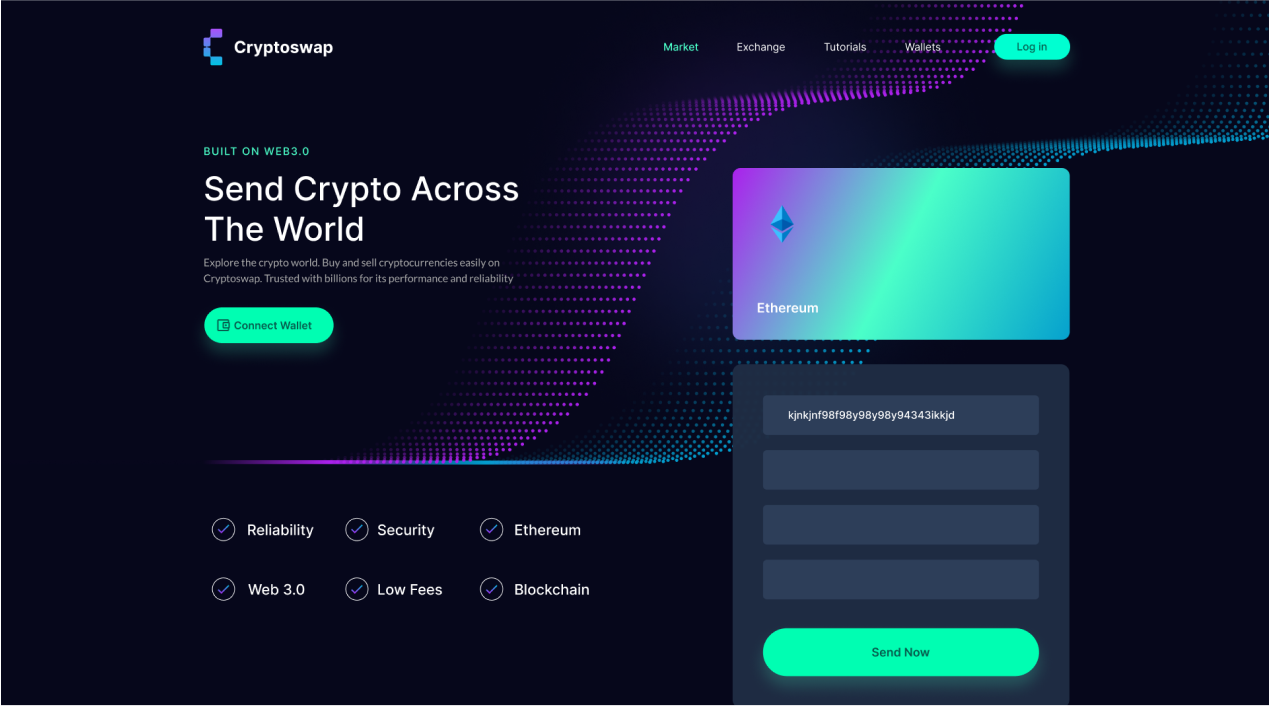 Cryptoswap
Market
Exchange
Tutorials
Wallets
Log in
BUILT ON WEB3.0
Send Crypto Across
The World
Explore the crypto world. Buy and sell cryptocurrencies easily on
Cryptoswap. Trusted with billions for its performance and reliability
Connect Wallet
Ethereum
kjnkjnf98f98y98y98y94343ikkjd
Reliability
Security
Ethereum
Web 3.0
Low Fees
Blockchain
Send Now